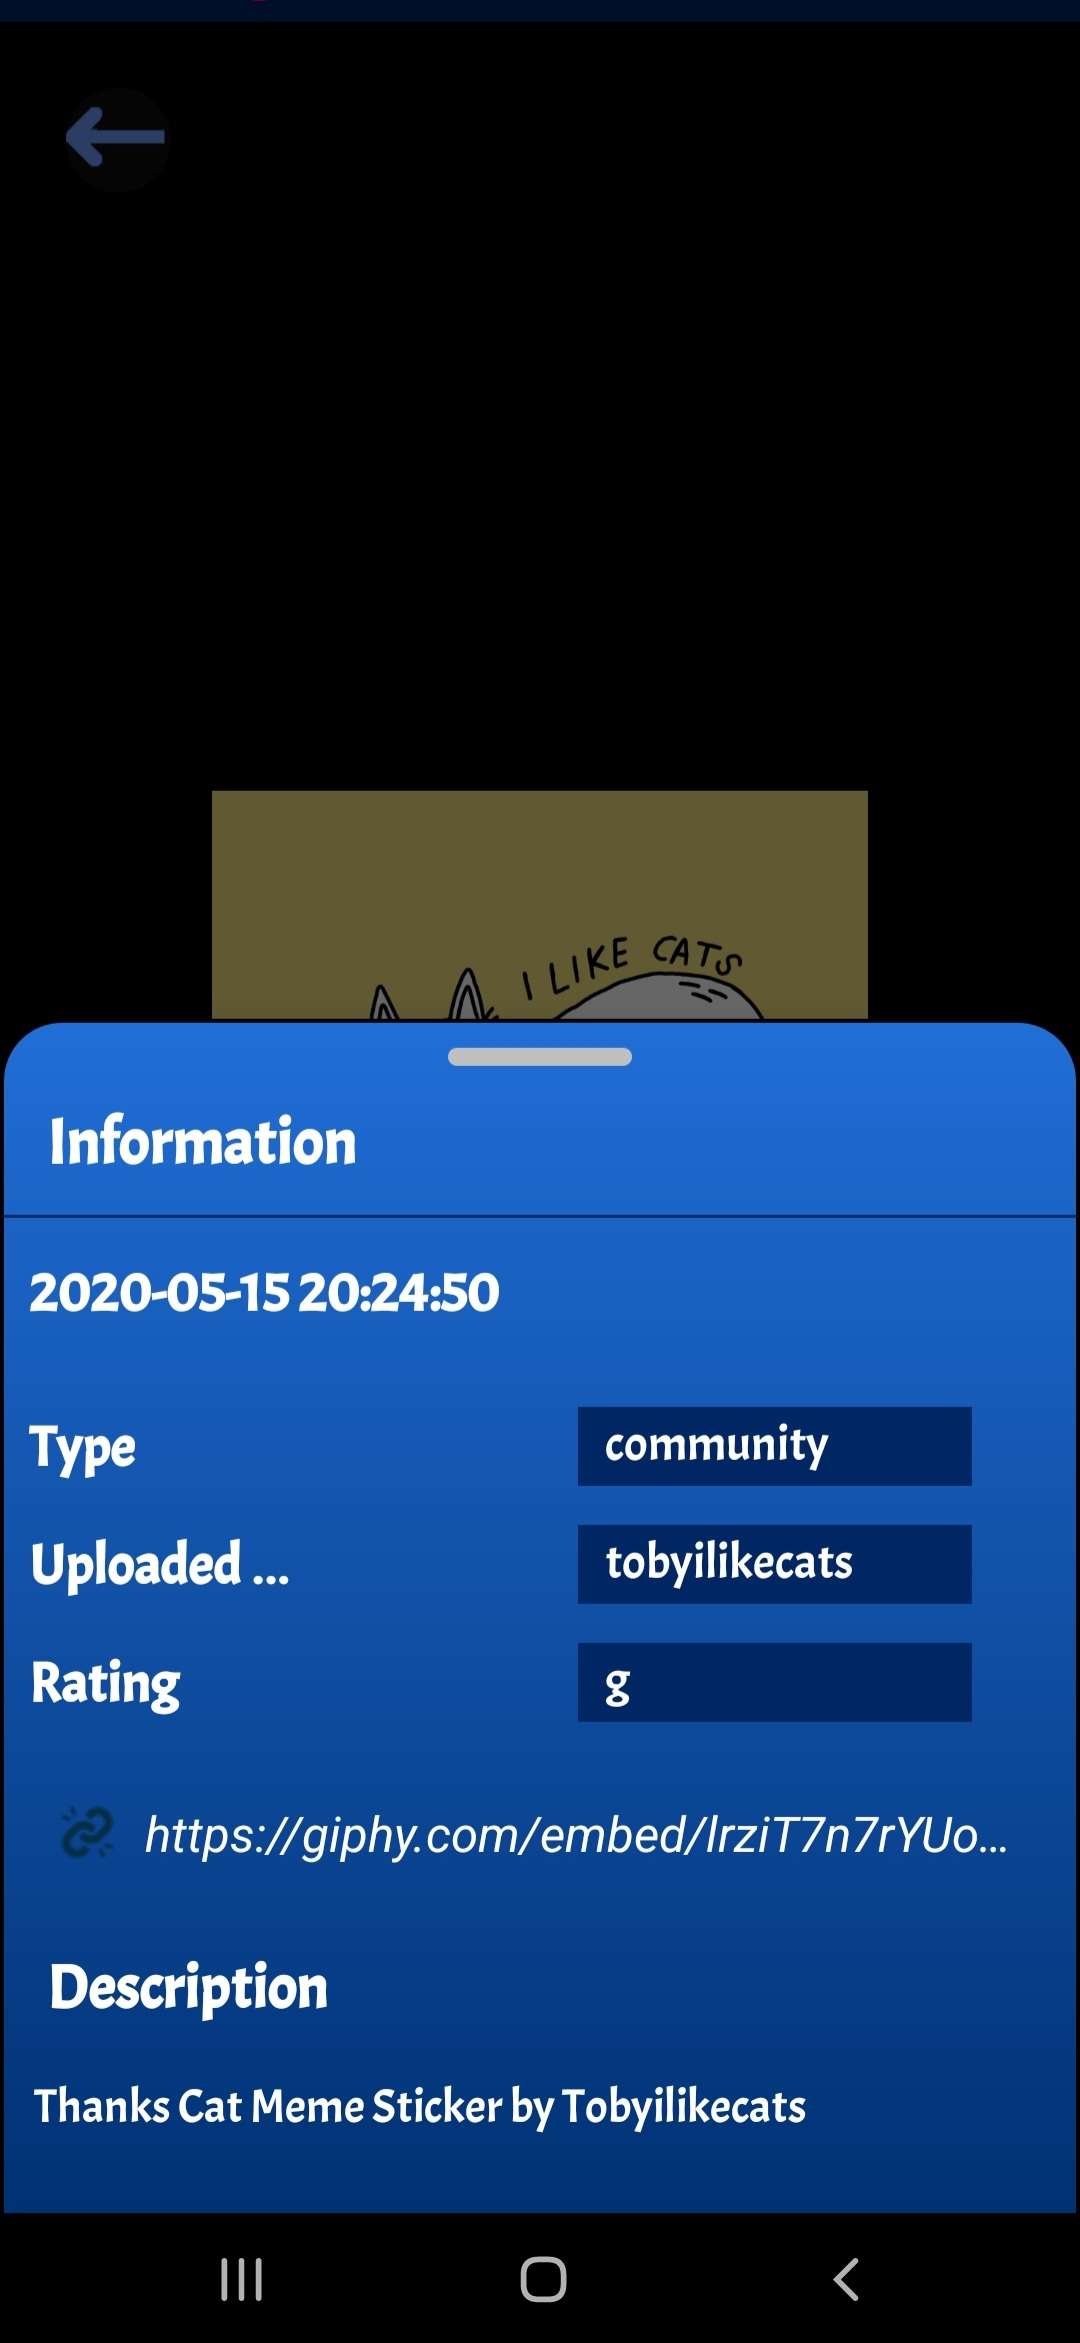 I LIKE CATS
Information
2020-05-15 20:24:50
Type
community
Uploaded ...
tobyilikecats
Rating
g
https://giphy.com/embed/lrziT7n7rYUo...
Description
Thanks Cat Meme Sticker by Tobyilikecats